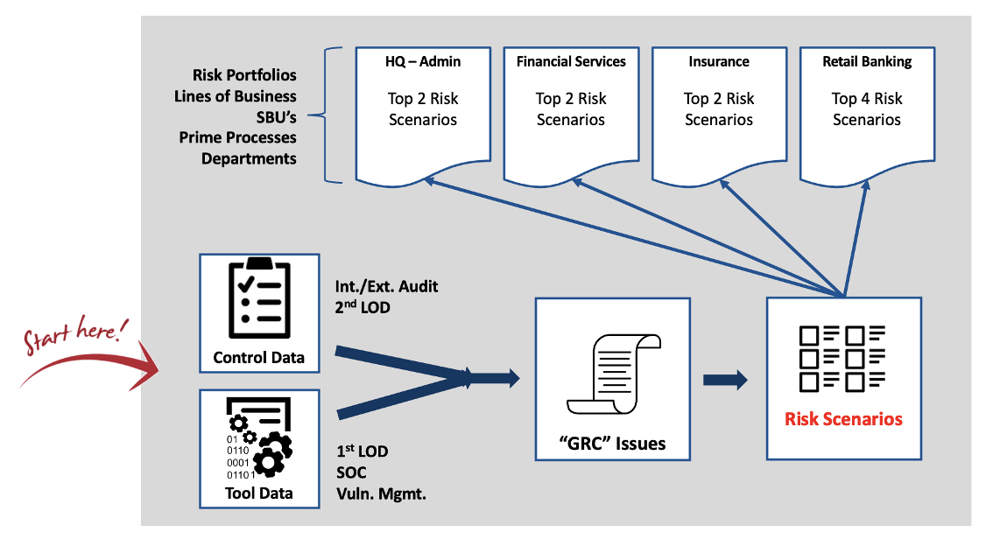 Risk Portfolios
Lines of Business
SBU's
Prime Processes
Departments
HQ – Admin
Top 2 Risk
Scenarios
Financial Services
Top 2 Risk
Scenarios
Insurance
Top 2 Risk
Scenarios
Retail Banking
Top 4 Risk
Scenarios
Start here!
Control Data
Int./Ext. Audit
2nd LOD
01
0110
0001
01101
Tool Data
1st LOD
SOC
Vuln. Mgmt.
“GRC” Issues
Risk Scenarios